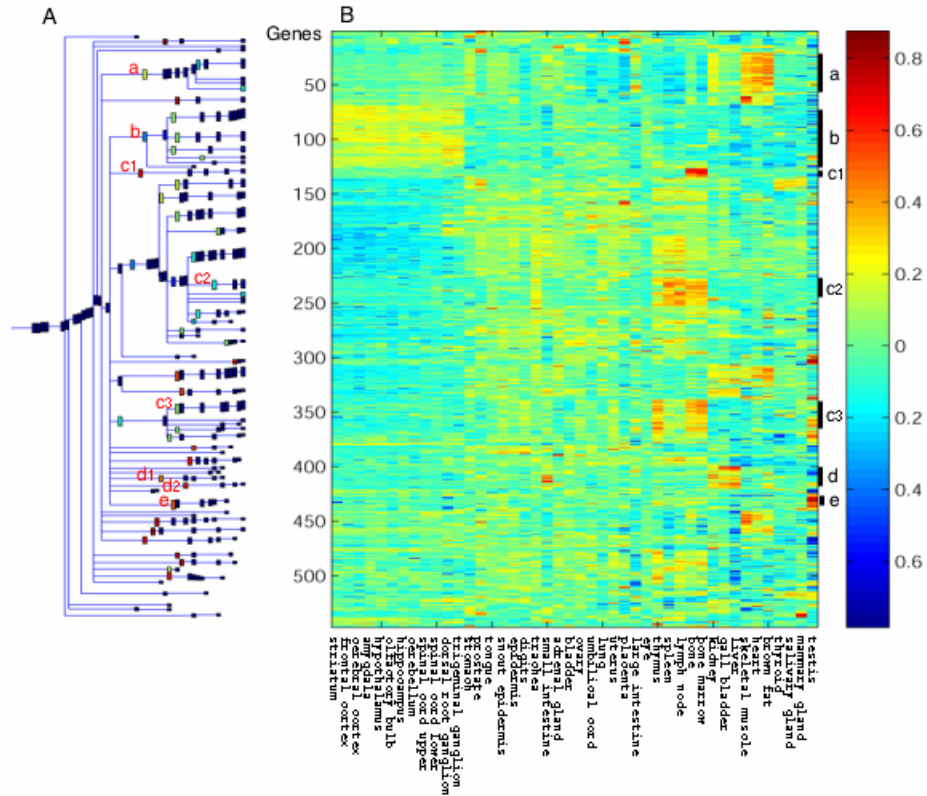 A
B
Genes
a
b
c1
c2
c3
d1
d2
e
50
100
150
200
250
300
350
400
450
500
a
b
c1
c2
c3
d
e
0.8
0.6
0.4
0.2
0
0.2
0.4
0.6
striatum
frontal cortex
cerebral cortex
amygdala
hypothalamus
olfactory bulb
hippocampus
cerebellum
spinal cord upper
spinal cord lower
dorsal root ganglion
trigeminal ganglion
stomach
prostate
tongue
snout epidermis
epidermis
digits
trachea
small intestine
adrenal gland
bladder
ovary
umbilical cord
lung
uterus
placenta
large intestine
eye
thymus
spleen
lymph node
bone
bone marrow
kidney
gall bladder
liver
skeletal muscle
heart
brown fat
thyroid
salivary gland
mammary gland
testis